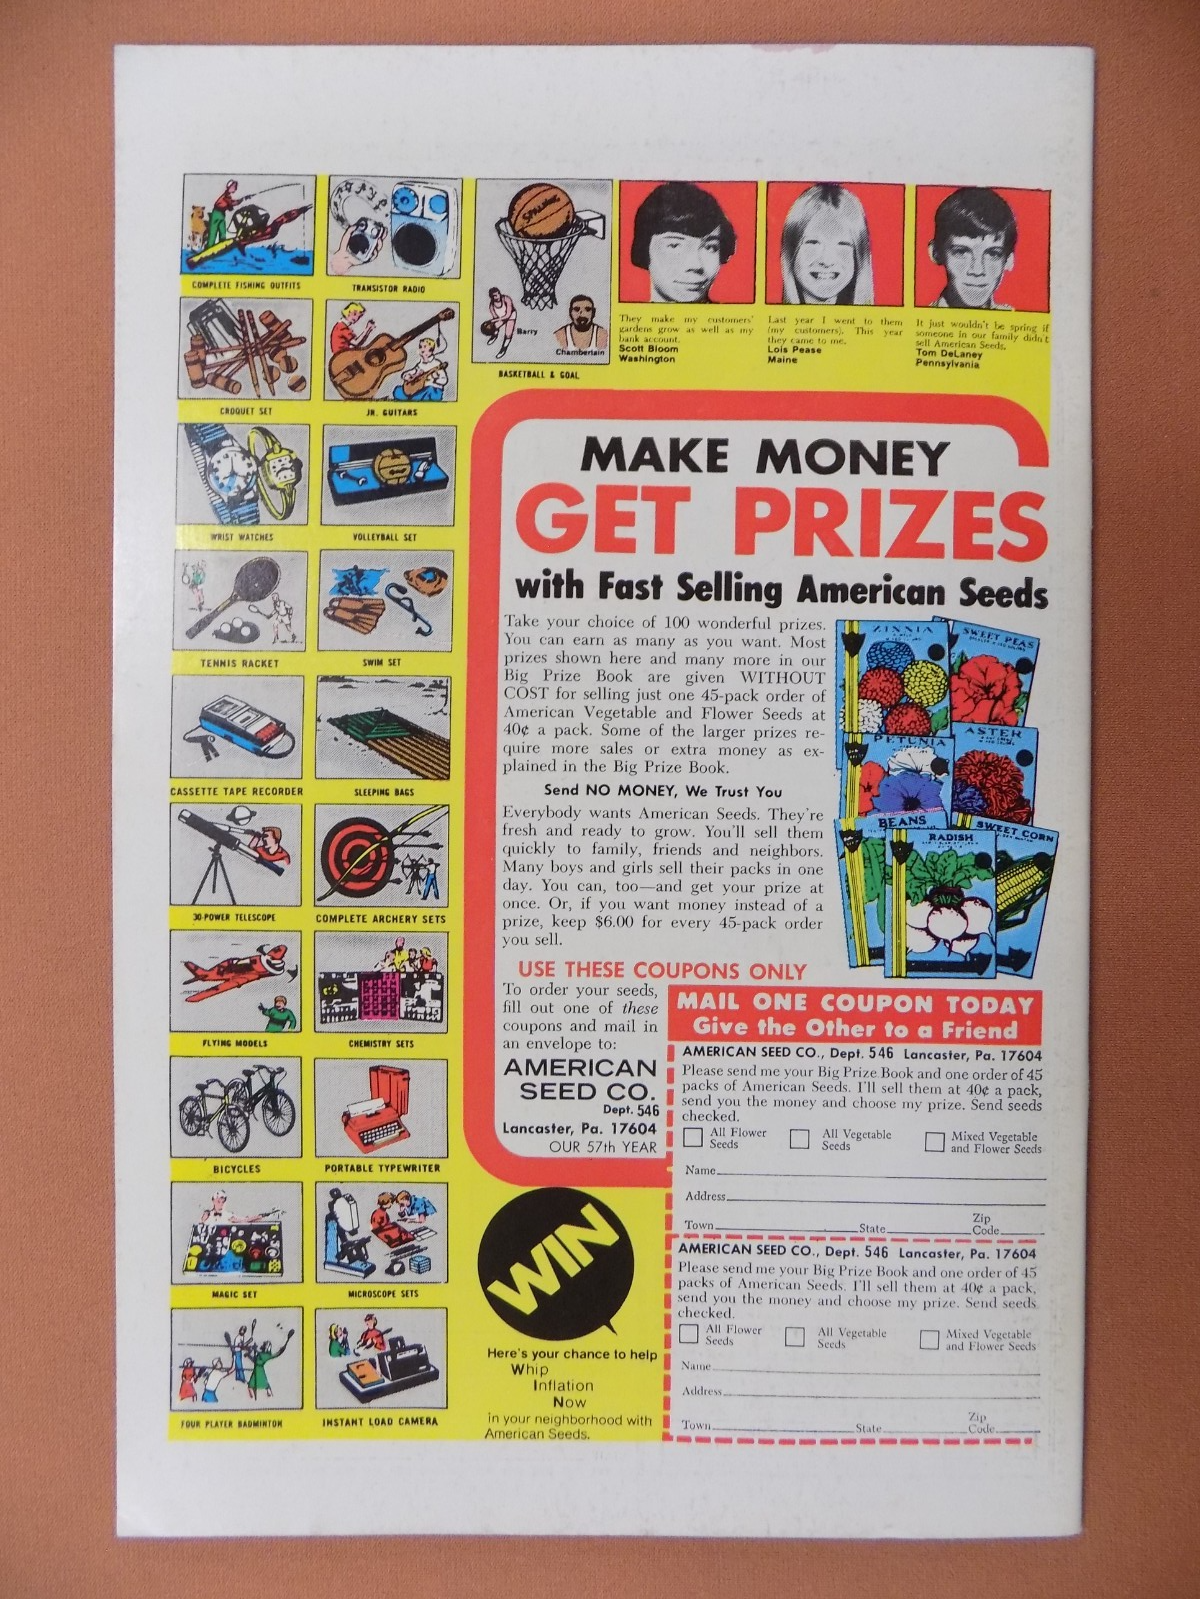 COMPLETE FISHING OUTFITS
TRANSISTOR RADIO
CROQUET SET
JR. GUITARS
WRIST WATCHES
VOLLEYBALL SET
TENNIS RACKET
SWIM SET
CASSETTE TAPE RECORDER
SLEEPING BAGS
30-POWER TELESCOPE
COMPLETE ARCHERY SETS
FLYING MODELS
CHEMISTRY SETS
BICYCLES
PORTABLE TYPEWRITER
MAGIC SET
MICROSCOPE SETS
FOUR PLAYER BADMINTON
INSTANT LOAD CAMERA
SPALDING
Barry
Chamberlain
BASKETBALL & GOAL
They make my customers'
gardens grow as well as my
bank account.
Scott Bloom
Washington
Last year I went to them
(my customers). This year
they came to me.
Lois Pease
Maine
It just wouldn't be spring if
someone in our family didn't
sell American Seeds.
Tom DeLaney
Pennsylvania
MAKE MONEY
GET PRIZES
with Fast Selling American Seeds
Take your choice of 100 wonderful prizes.
You can earn as many as you want. Most
prizes shown here and many more in our
Big Prize Book are given WITHOUT
COST for selling just one 45-pack order of
American Vegetable and Flower Seeds at
40¢ a pack. Some of the larger prizes re-
quire more sales or extra money as ex-
plained in the Big Prize Book.
Send NO MONEY, We Trust You
Everybody wants American Seeds. They're
fresh and ready to grow. You'll sell them
quickly to family, friends and neighbors.
Many boys and girls sell their packs in one
day. You can, too—and get your prize at
once. Or, if you want money instead of a
prize, keep $6.00 for every 45-pack order
you sell.
ZINNIA
SWEET PEAS
PETUNIA
ASTER
BEANS
RADISH
SWEET CORN
USE THESE COUPONS ONLY
To order your seeds,
fill out one of these
coupons and mail in
an envelope to:
AMERICAN
SEED CO.
Dept. 546
Lancaster, Pa. 17604
OUR 57th YEAR
WIN
Here's your chance to help
Whip
Inflation
Now
in your neighborhood with
American Seeds.
MAIL ONE COUPON TODAY
Give the Other to a Friend
AMERICAN SEED CO., Dept. 546 Lancaster, Pa. 17604
Please send me your Big Prize Book and one order of 45
packs of American Seeds. I'll sell them at 40¢ a pack,
send you the money and choose my prize. Send seeds
checked.
All Flower Seeds
All Vegetable Seeds
Mixed Vegetable and Flower Seeds
Name
Address
Town State Zip Code
AMERICAN SEED CO., Dept. 546 Lancaster, Pa. 17604
Please send me your Big Prize Book and one order of 45
packs of American Seeds. I'll sell them at 40¢ a pack,
send you the money and choose my prize. Send seeds
checked.
All Flower Seeds
All Vegetable Seeds
Mixed Vegetable and Flower Seeds
Name
Address
Town State Zip Code